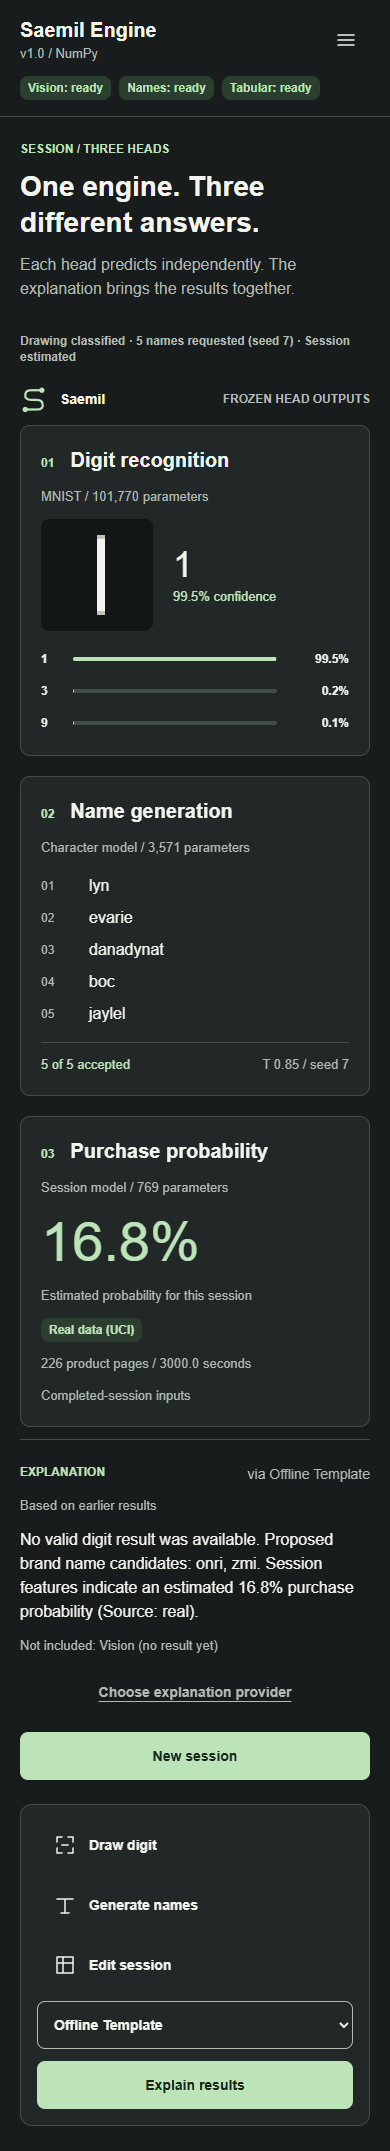 Saemil Engine
v1.0 / NumPy
Vision: ready
Names: ready
Tabular: ready
SESSION / THREE HEADS
One engine. Three
different answers.
Each head predicts independently. The
explanation brings the results together.
Drawing classified · 5 names requested (seed 7) · Session
estimated
Saemil
FROZEN HEAD OUTPUTS
01 Digit recognition
MNIST / 101,770 parameters
1
99.5% confidence
1 99.5%
3 0.2%
9 0.1%
02 Name generation
Character model / 3,571 parameters
01 lyn
02 evarie
03 danadynat
04 boc
05 jaylel
5 of 5 accepted
T 0.85 / seed 7
03 Purchase probability
Session model / 769 parameters
16.8%
Estimated probability for this session
Real data (UCI)
226 product pages / 3000.0 seconds
Completed-session inputs
EXPLANATION
via Offline Template
Based on earlier results
No valid digit result was available. Proposed
brand name candidates: onri, zmi. Session
features indicate an estimated 16.8% purchase
probability (Source: real).
Not included: Vision (no result yet)
Choose explanation provider
New session
Draw digit
Generate names
Edit session
Offline Template
Explain results